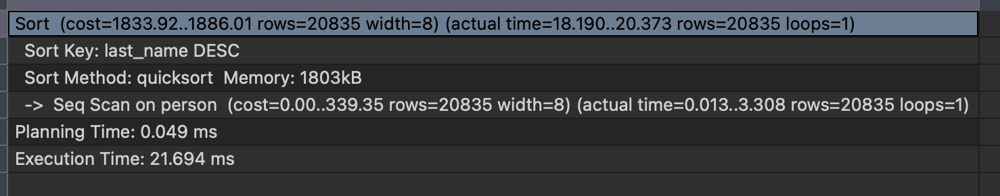 Sort  (cost=1833.92..1886.01 rows=20835 width=8) (actual time=18.190..20.373 rows=20835 loops=1)
Sort Key: last_name DESC
Sort Method: quicksort  Memory: 1803kB
->  Seq Scan on person  (cost=0.00..339.35 rows=20835 width=8) (actual time=0.013..3.308 rows=20835 loops=1)
Planning Time: 0.049 ms
Execution Time: 21.694 ms